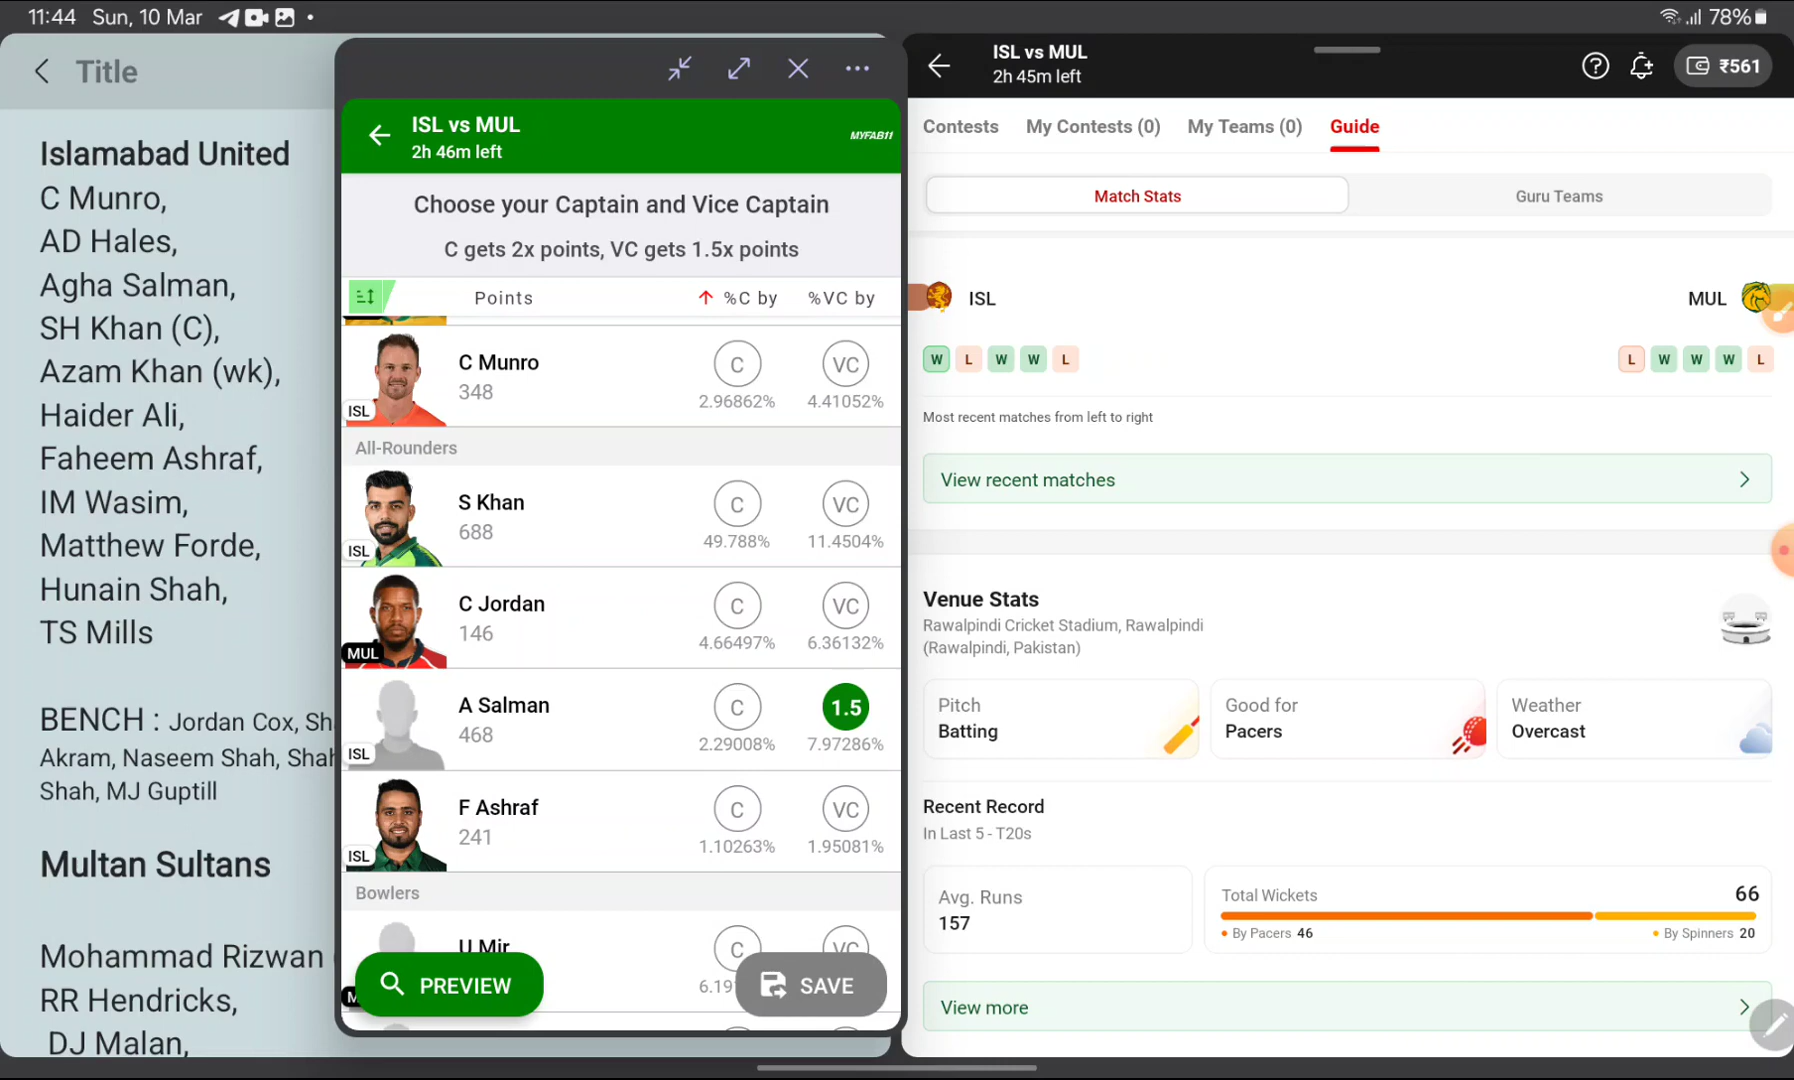 11:44 Sun, 10 Mar
78%
Title
Islamabad United
C Munro,
AD Hales,
Agha Salman,
SH Khan (C),
Azam Khan (wk),
Haider Ali,
Faheem Ashraf,
IM Wasim,
Matthew Forde,
Hunain Shah,
TS Mills
BENCH : Jordan Cox,
Akram, Naseem Shah,
Shah, MJ Guptill
Multan Sultans
Mohammad Rizwan
RR Hendricks,
DJ Malan,
ISL vs MUL
2h 46m left
MYFAB11
Choose your Captain and Vice Captain
C gets 2x points, VC gets 1.5x points
Points %C by %VC by
C Munro
348
ISL
C VC
2.96862% 4.41052%
All-Rounders
S Khan
688
ISL
C VC
49.788% 11.4504%
C Jordan
146
MUL
C VC
4.66497% 6.36132%
A Salman
468
ISL
C 1.5
2.29008% 7.97286%
F Ashraf
241
ISL
C VC
1.10263% 1.95081%
Bowlers
U Mir
C VC
PREVIEW
SAVE
ISL vs MUL
2h 45m left
₹561
Contests My Contests (0) My Teams (0) Guide
Match Stats Guru Teams
ISL MUL
W L W W L L W W W L
Most recent matches from left to right
View recent matches
Venue Stats
Rawalpindi Cricket Stadium, Rawalpindi
(Rawalpindi, Pakistan)
Pitch
Batting
Good for
Pacers
Weather
Overcast
Recent Record
In Last 5 - T20s
Avg. Runs
157
Total Wickets 66
By Pacers 46 By Spinners 20
View more